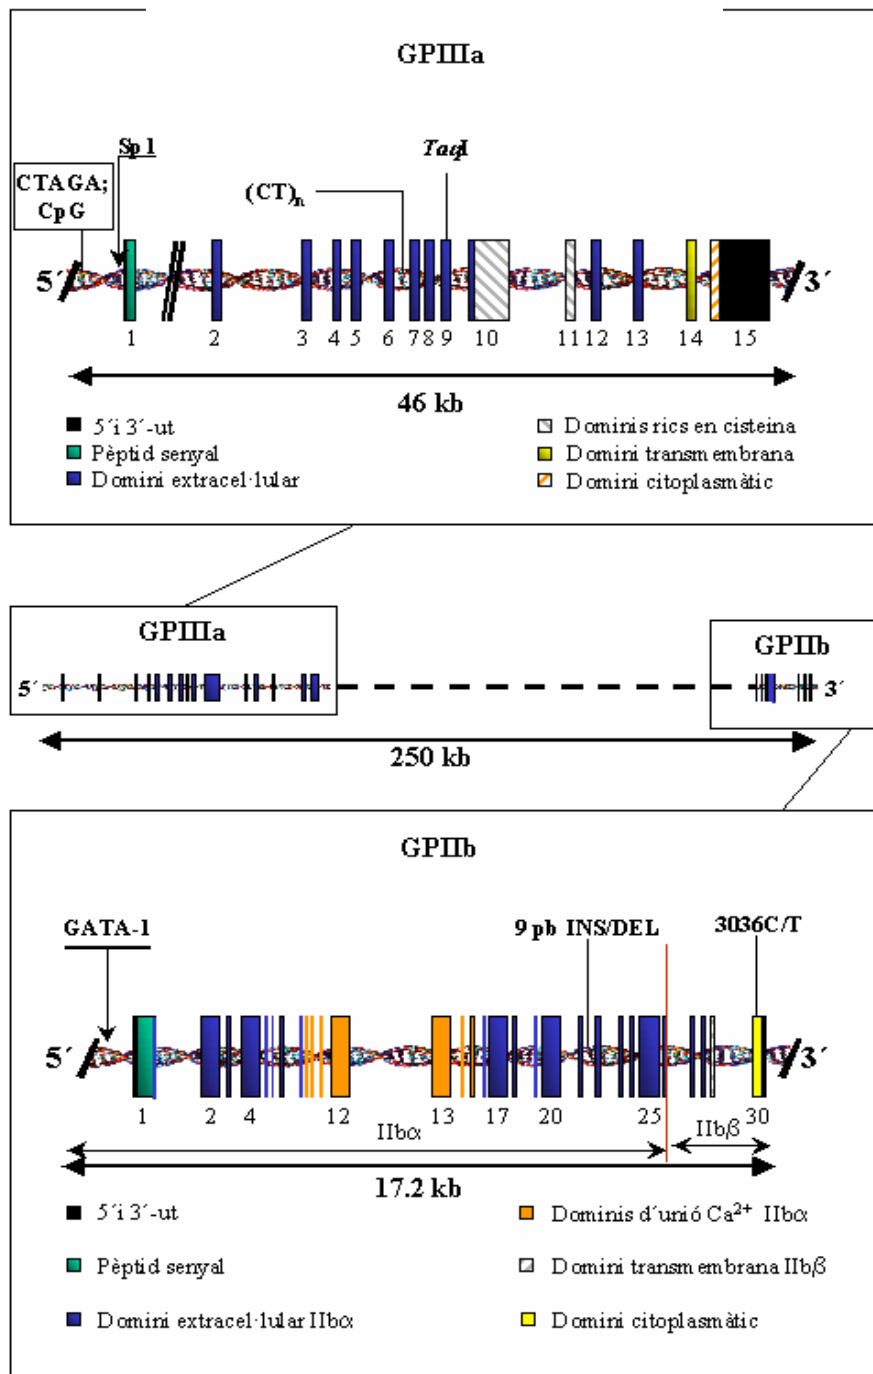 GPIIIa
Sp1
TaqI
CTAGA;
CpG
(CT)n
5´
3´
1 2 3 4 5 6 7 8 9 10 11 12 13 14 15
46 kb
5´i 3´-ut
Pèptid senyal
Domini extracel·lular
Dominis rics en cisteina
Domini transmembrana
Domini citoplasmàtic
GPIIIa
GPIIb
5´
3´
250 kb
GPIIb
GATA-1
9 pb INS/DEL
3036C/T
5´
3´
1 2 4 12 13 17 20 25 30
IIbα
IIbβ
17.2 kb
5´i 3´-ut
Pèptid senyal
Domini extracel·lular IIbα
Dominis d´unió Ca²⁺ IIbα
Domini transmembrana IIbβ
Domini citoplasmàtic